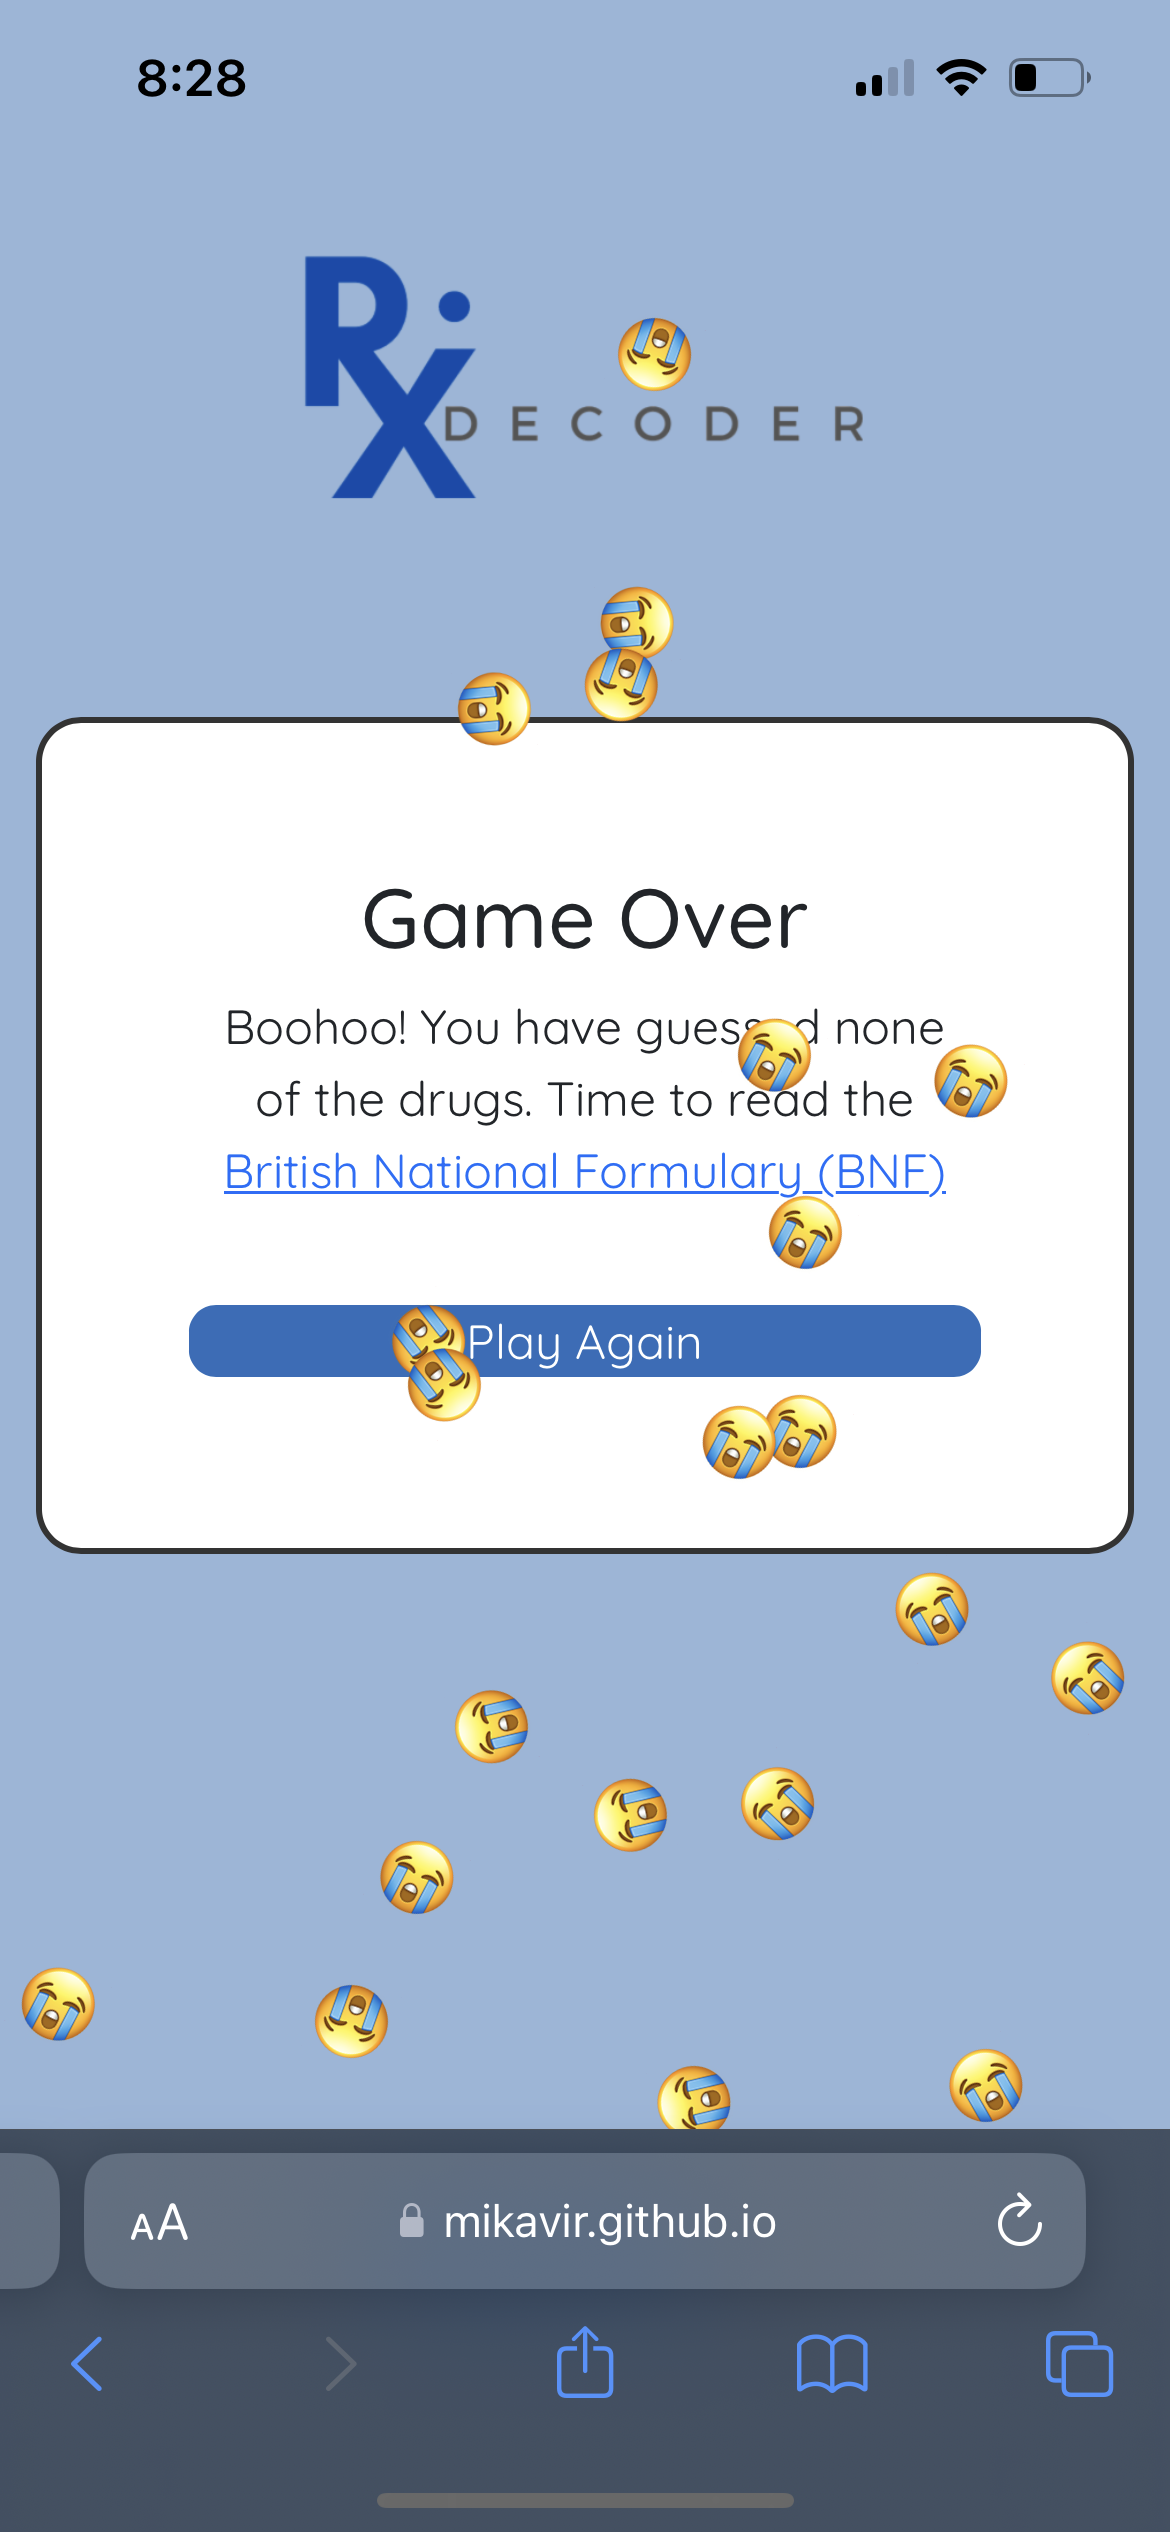 8:28
Rx
DECODER
Game Over
Boohoo! You have guessed none
of the drugs. Time to read the
British National Formulary (BNF)
Play Again
AA
mikavir.github.io